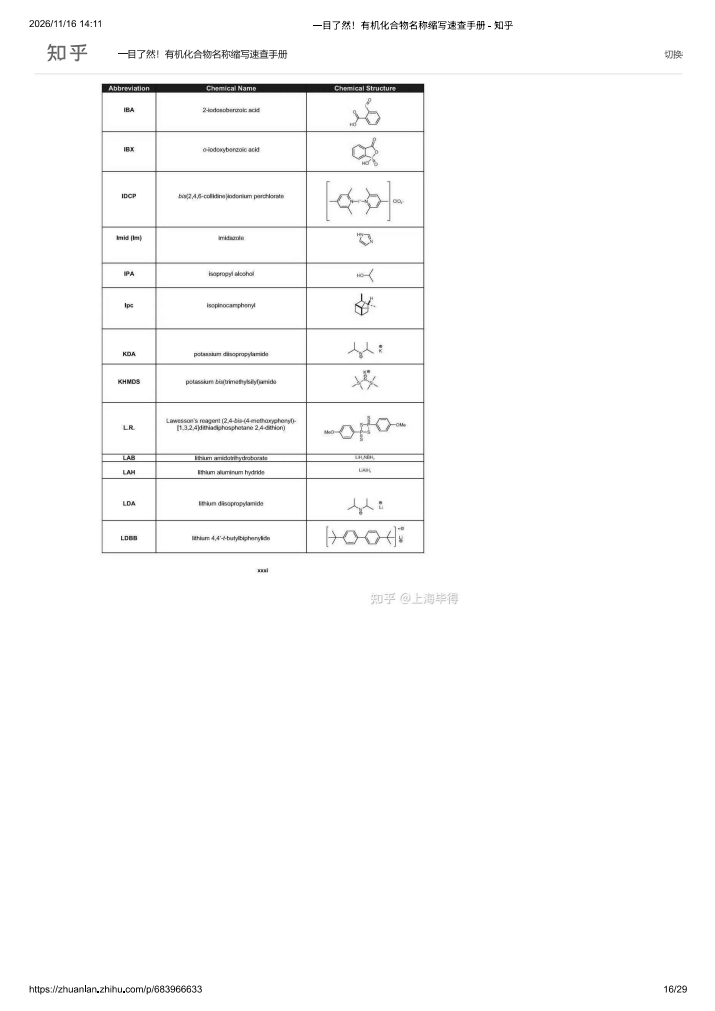 2026/11/16 14:11
一目了然！有机化合物名称缩写速查手册 - 知乎
知乎
一目了然！有机化合物名称缩写速查手册
切换
Abbreviation Chemical Name Chemical Structure
IBA 2-iodosobenzoic acid
IBX o-iodoxybenzoic acid
IDCP bis(2,4,6-collidine)iodonium perchlorate
Imid (Im) imidazole
IPA isopropyl alcohol
Ipc isopinocamphenyl
KDA potassium diisopropylamide
KHMDS potassium bis(trimethylsilyl)amide
L.R. Lawesson's reagent (2,4-bis-(4-methoxyphenyl)-
[1,3,2,4]dithiadiphosphetane 2,4-dithion)
LAB lithium amidotrihydroborate LiH₂NBH₃
LAH lithium aluminum hydride LiAlH₄
LDA lithium diisopropylamide
LDBB lithium 4,4'-t-butylbiphenylide
xxxi
知乎 @上海毕得
https://zhuanlan.zhihu.com/p/683966633
16/29